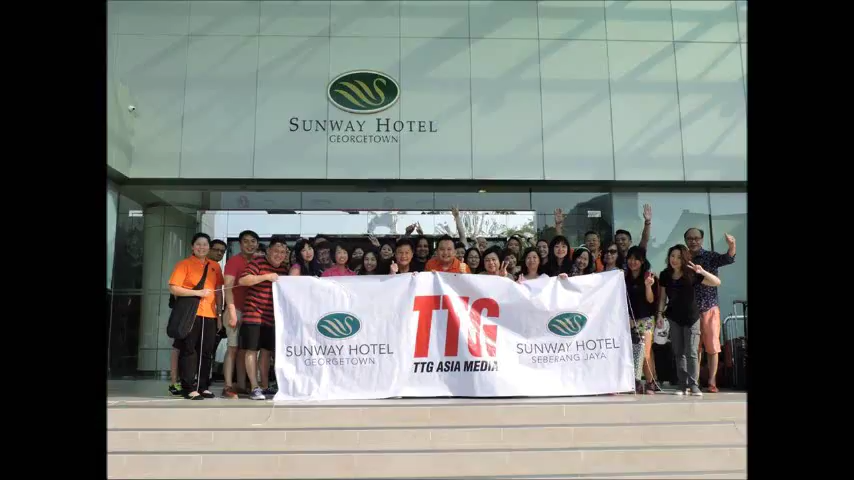 SUNWAY HOTEL
GEORGETOWN
SUNWAY HOTEL
GEORGETOWN
TTG
TTG ASIA MEDIA
SUNWAY HOTEL
SEBERANG JAYA